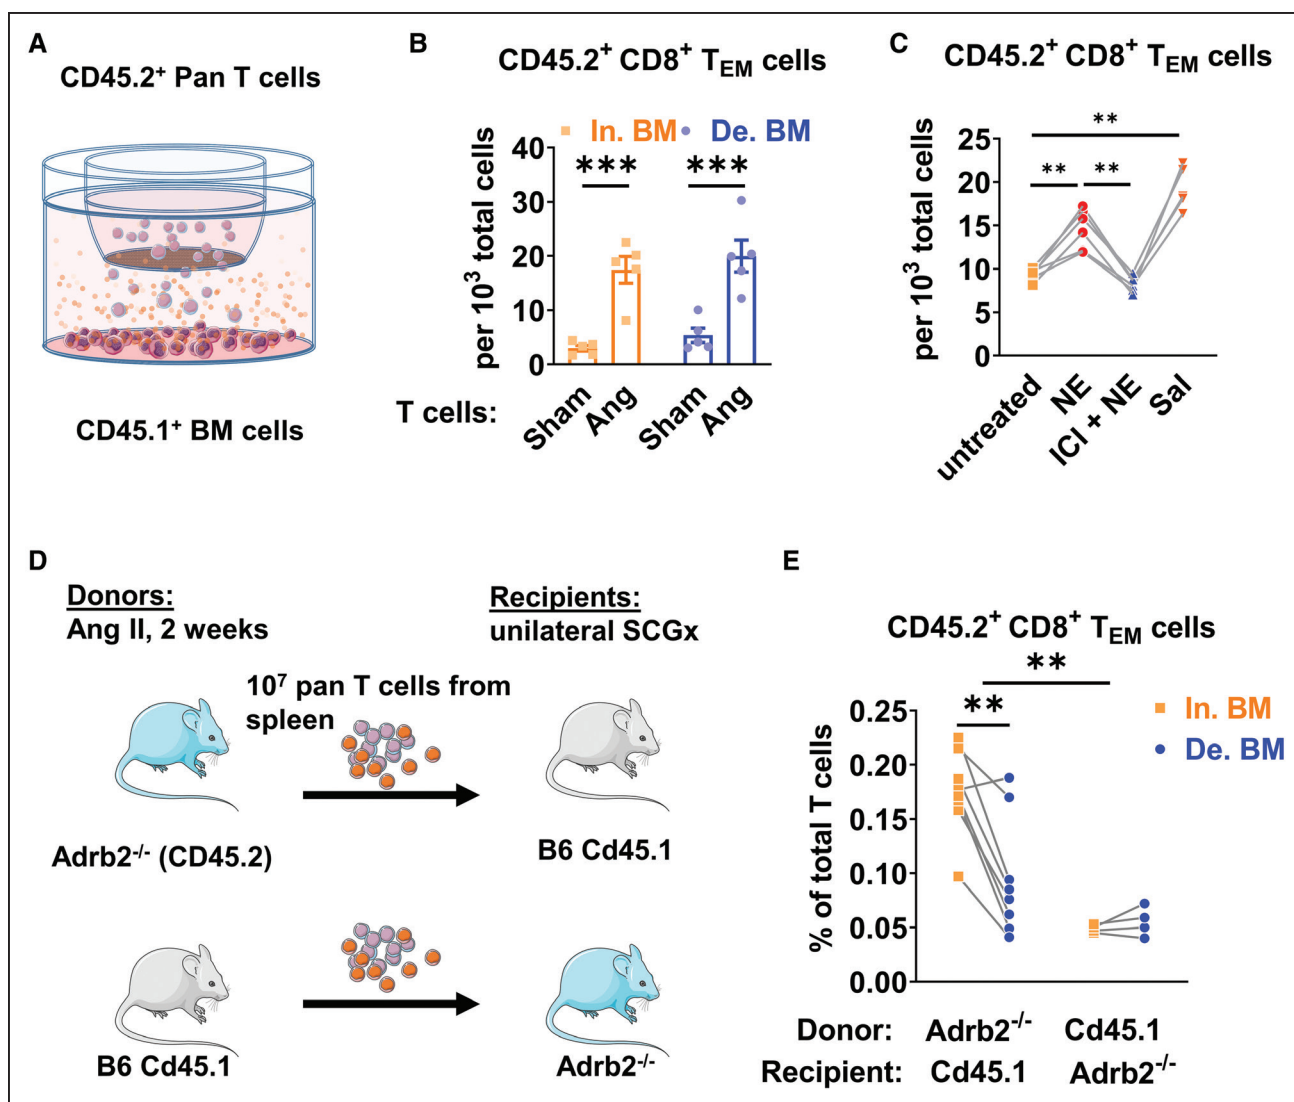 A
CD45.2⁺ Pan T cells
CD45.1⁺ BM cells
B
CD45.2⁺ CD8⁺ T_EM cells
In. BM
De. BM
per 10³ total cells
40
30
20
10
0
***
***
T cells:
Sham
Ang
Sham
Ang
C
CD45.2⁺ CD8⁺ T_EM cells
per 10³ total cells
25
20
15
10
5
0
**
**
**
untreated
NE
ICI + NE
Sal
D
Donors:
Ang II, 2 weeks
Recipients:
unilateral SCGx
10⁷ pan T cells from
spleen
Adrb2⁻/⁻ (CD45.2)
B6 Cd45.1
B6 Cd45.1
Adrb2⁻/⁻
E
CD45.2⁺ CD8⁺ T_EM cells
**
**
In. BM
De. BM
% of total T cells
0.25
0.20
0.15
0.10
0.05
0.00
Donor: Adrb2⁻/⁻ Cd45.1
Recipient: Cd45.1 Adrb2⁻/⁻